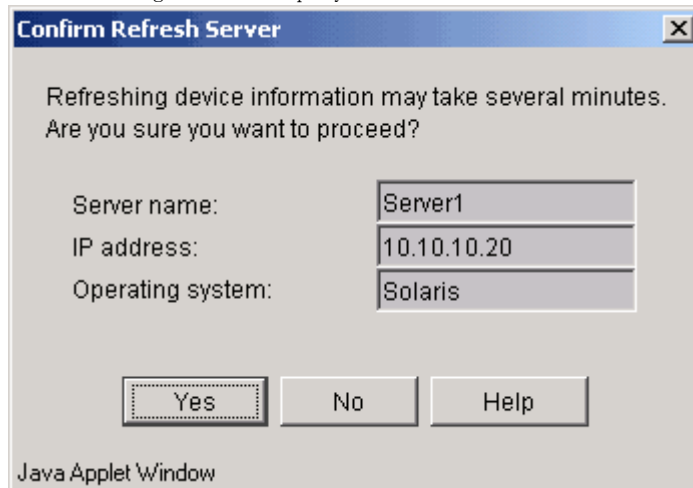 Confirm Refresh Server
Refreshing device information may take several minutes.
Are you sure you want to proceed?
Server name: Server1
IP address: 10.10.10.20
Operating system: Solaris
Yes No Help
Java Applet Window